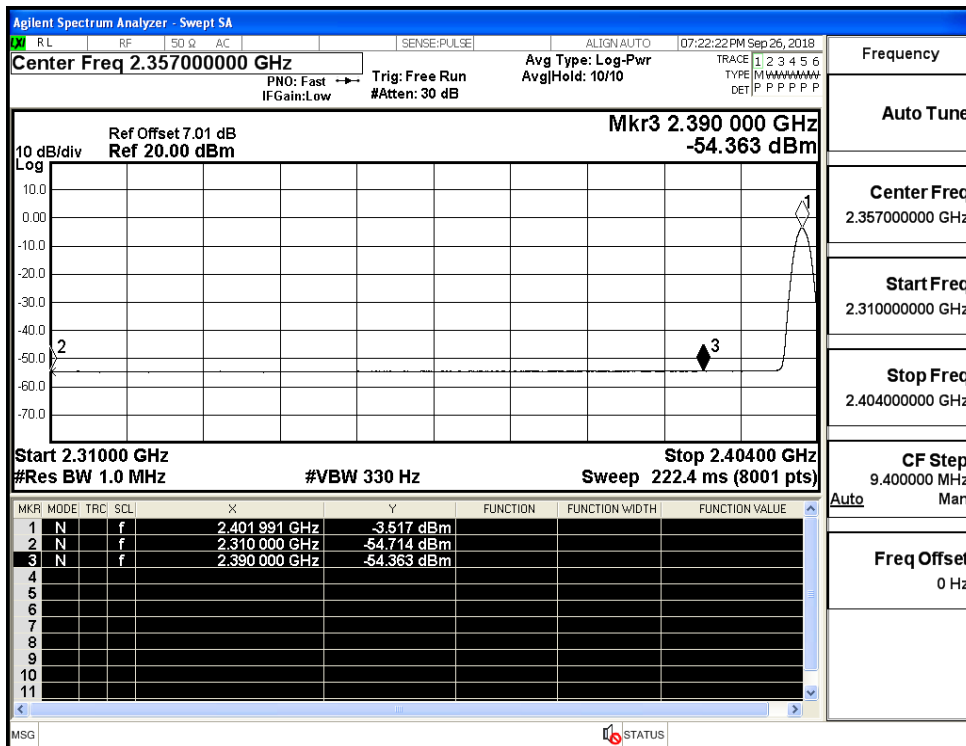 Agilent Spectrum Analyzer - Swept SA
LXI RL RF 50 Ω AC SENSE:PULSE ALIGNAUTO 07:22:22 PM Sep 26, 2018
Center Freq 2.357000000 GHz
PNO: Fast
IFGain:Low
Trig: Free Run
#Atten: 30 dB
Avg Type: Log-Pwr
Avg|Hold: 10/10
TRACE 1 2 3 4 5 6
TYPE M WWWWW
DET P P P P P P
Ref Offset 7.01 dB
10 dB/div Ref 20.00 dBm
Log
Mkr3 2.390 000 GHz
-54.363 dBm
10.0
0.00
-10.0
-20.0
-30.0
-40.0
-50.0
-60.0
-70.0
1
2
3
Start 2.31000 GHz Stop 2.40400 GHz
#Res BW 1.0 MHz #VBW 330 Hz Sweep 222.4 ms (8001 pts)
MKR MODE TRC SCL X Y FUNCTION FUNCTION WIDTH FUNCTION VALUE
1 N f 2.401 991 GHz -3.517 dBm
2 N f 2.310 000 GHz -54.714 dBm
3 N f 2.390 000 GHz -54.363 dBm
4
5
6
7
8
9
10
11
MSG STATUS
Frequency
Auto Tune
Center Freq
2.357000000 GHz
Start Freq
2.310000000 GHz
Stop Freq
2.404000000 GHz
CF Step
9.400000 MHz
Auto Man
Freq Offset
0 Hz